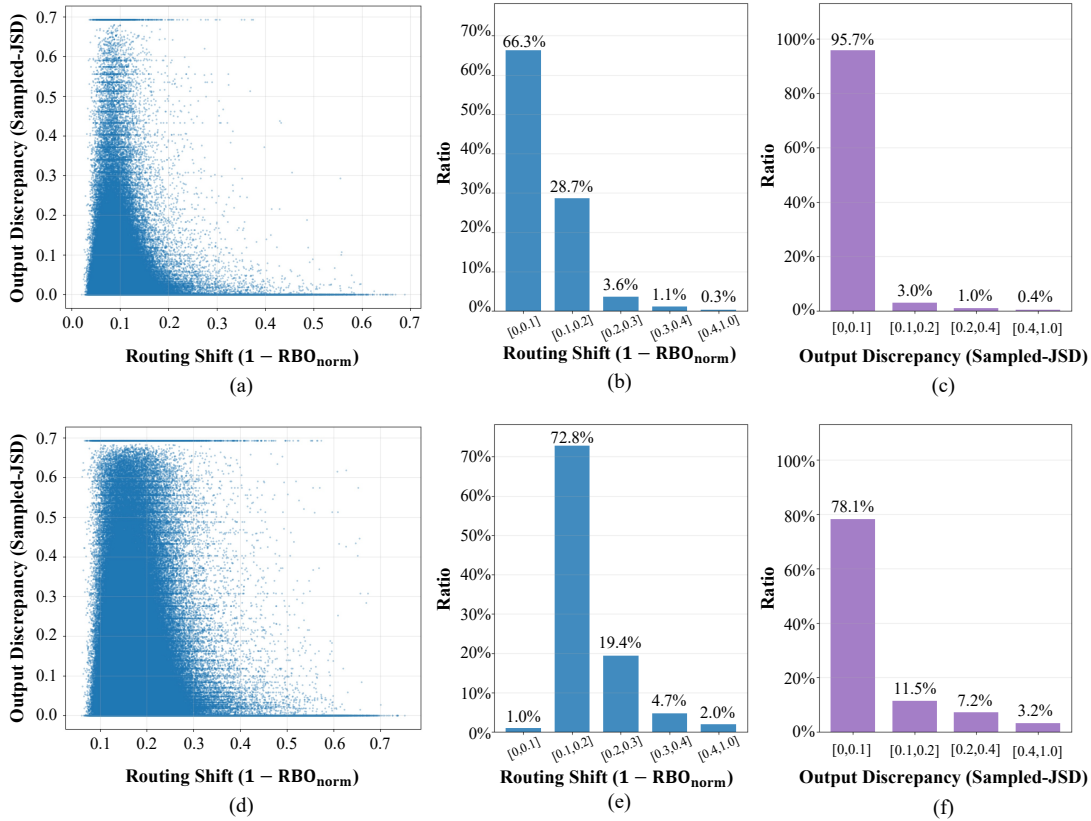 Output Discrepancy (Sampled-JSD)
0.7
0.6
0.5
0.4
0.3
0.2
0.1
0.0
0.0 0.1 0.2 0.3 0.4 0.5 0.6 0.7
Routing Shift (1 − RBO_norm)
(a)
Ratio
70%
60%
50%
40%
30%
20%
10%
0%
66.3%
28.7%
3.6%
1.1%
0.3%
[0,0.1] [0.1,0.2] [0.2,0.3] [0.3,0.4] [0.4,1.0]
Routing Shift (1 − RBO_norm)
(b)
Ratio
100%
80%
60%
40%
20%
0%
95.7%
3.0%
1.0%
0.4%
[0,0.1] [0.1,0.2] [0.2,0.4] [0.4,1.0]
Output Discrepancy (Sampled-JSD)
(c)
Output Discrepancy (Sampled-JSD)
0.7
0.6
0.5
0.4
0.3
0.2
0.1
0.0
0.1 0.2 0.3 0.4 0.5 0.6 0.7
Routing Shift (1 − RBO_norm)
(d)
Ratio
70%
60%
50%
40%
30%
20%
10%
0%
1.0%
72.8%
19.4%
4.7%
2.0%
[0,0.1] [0.1,0.2] [0.2,0.3] [0.3,0.4] [0.4,1.0]
Routing Shift (1 − RBO_norm)
(e)
Ratio
100%
80%
60%
40%
20%
0%
78.1%
11.5%
7.2%
3.2%
[0,0.1] [0.1,0.2] [0.2,0.4] [0.4,1.0]
Output Discrepancy (Sampled-JSD)
(f)